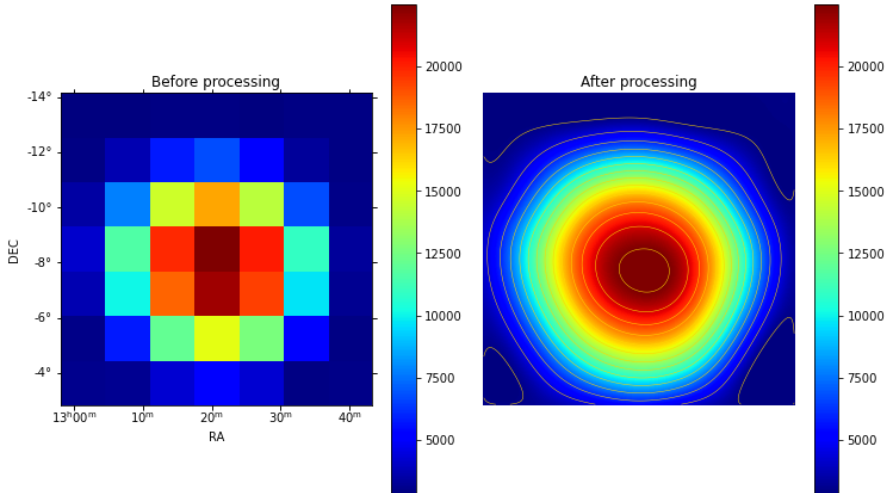 Before processing
-14°
-12°
-10°
-8°
-6°
-4°
DEC
13ʰ00ᵐ
10ᵐ
20ᵐ
30ᵐ
40ᵐ
RA
20000
17500
15000
12500
10000
7500
5000
After processing
20000
17500
15000
12500
10000
7500
5000